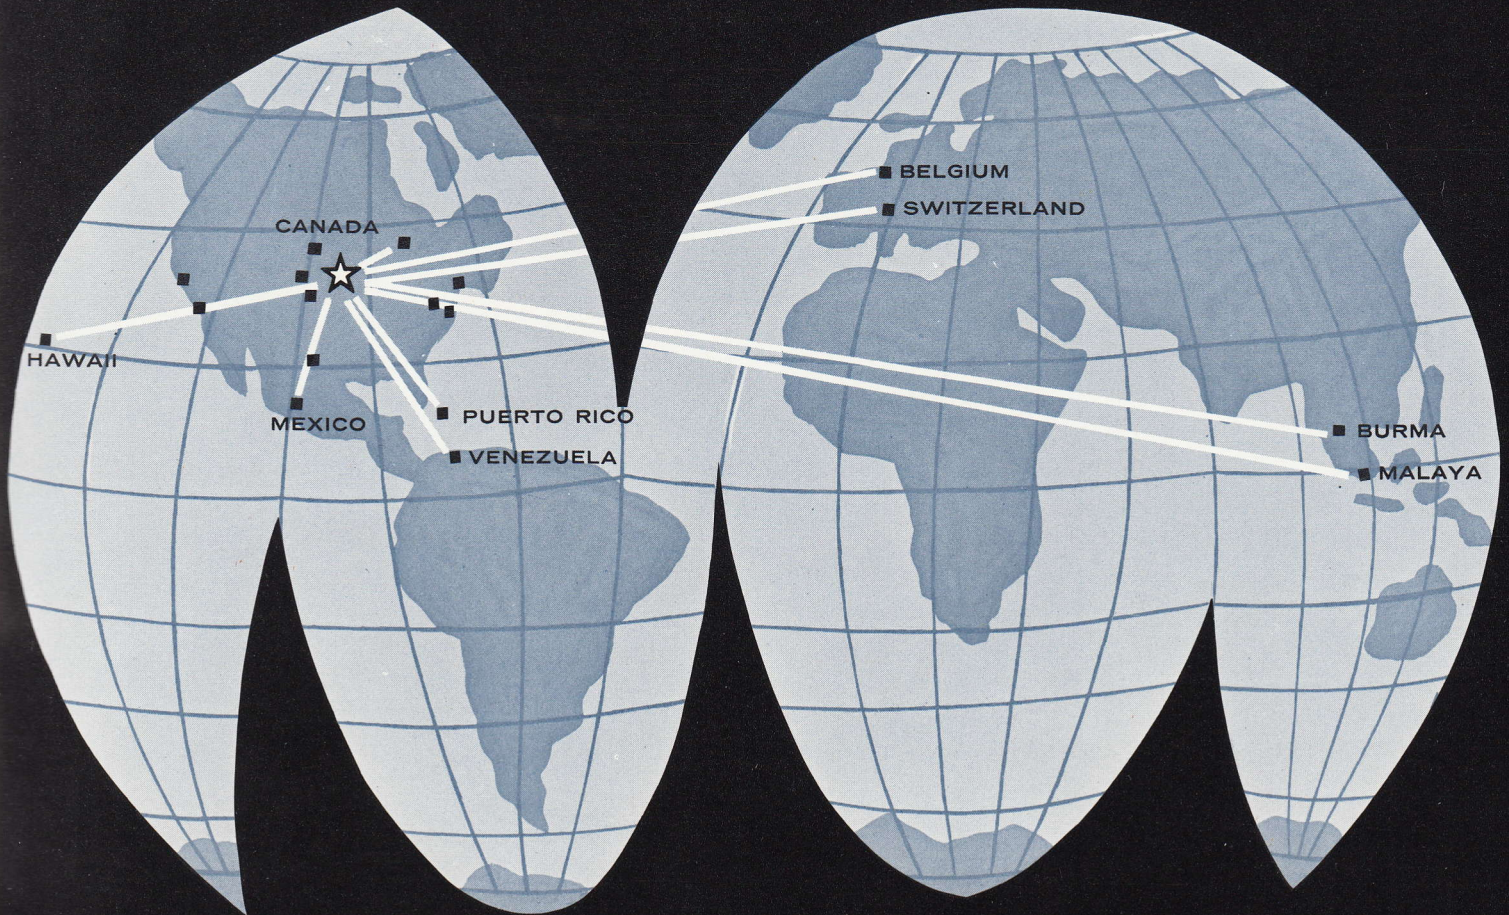 BELGIUM
SWITZERLAND
CANADA
HAWAII
MEXICO
PUERTO RICO
VENEZUELA
BURMA
MALAYA